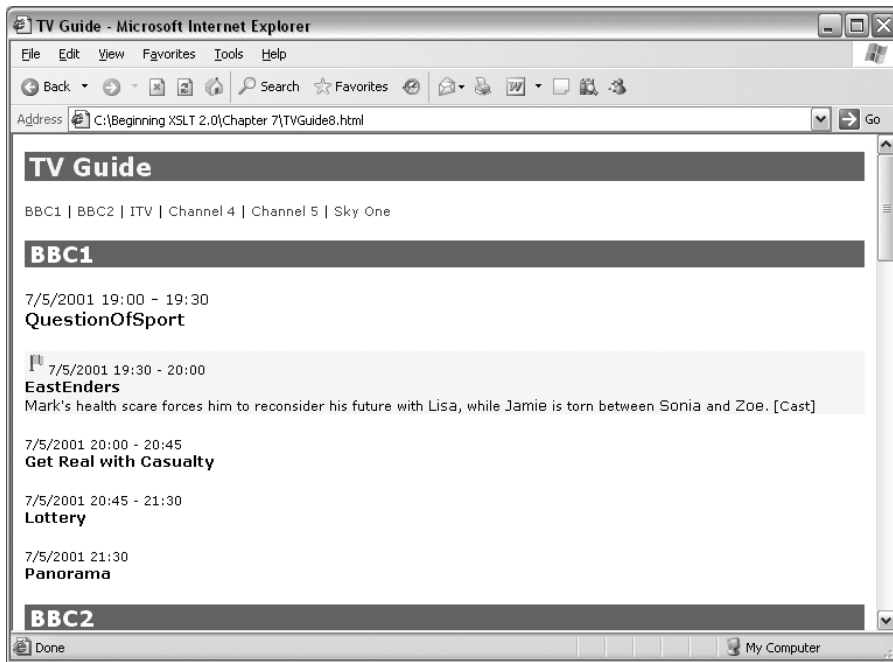 TV Guide - Microsoft Internet Explorer
File Edit View Favorites Tools Help
Back Search Favorites
Address C:\Beginning XSLT 2.0\Chapter 7\TVGuide8.html Go
TV Guide
BBC1 | BBC2 | ITV | Channel 4 | Channel 5 | Sky One
BBC1
7/5/2001 19:00 - 19:30
QuestionOfSport
7/5/2001 19:30 - 20:00
EastEnders
Mark's health scare forces him to reconsider his future with Lisa, while Jamie is torn between Sonia and Zoe. [Cast]
7/5/2001 20:00 - 20:45
Get Real with Casualty
7/5/2001 20:45 - 21:30
Lottery
7/5/2001 21:30
Panorama
BBC2
Done My Computer